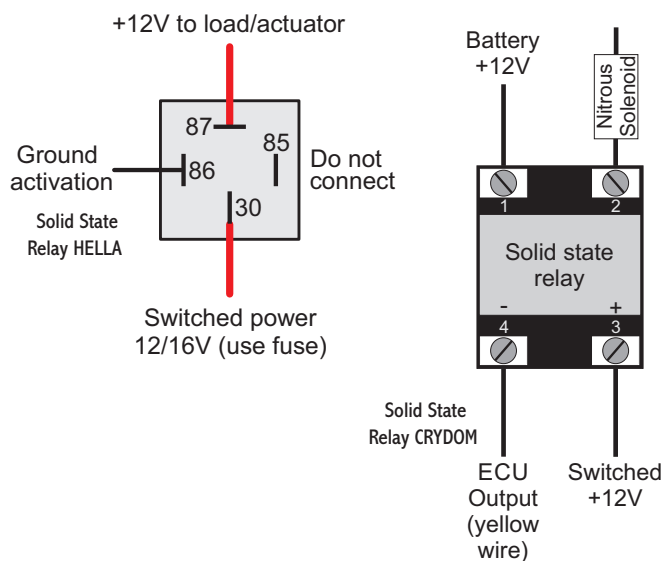 +12V to load/actuator
87
85
86
30
Ground
activation
Do not
connect
Solid State
Relay HELLA
Switched power
12/16V (use fuse)
Battery
+12V
Nitrous
Solenoid
1
2
Solid state
relay
-
+
4
3
Solid State
Relay CRYDOM
ECU
Output
(yellow
wire)
Switched
+12V